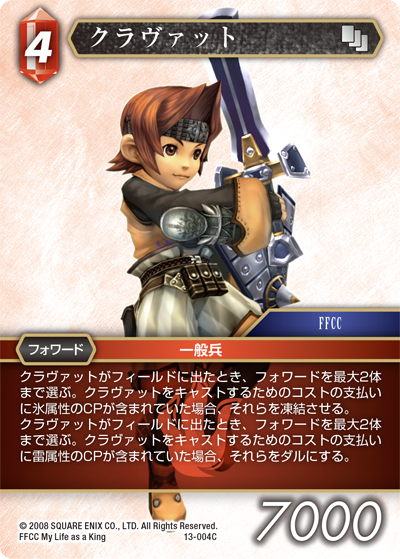 4
クラヴァット
FFCC
フォワード
一般兵
クラヴァットがフィールドに出たとき、フォワードを最大2体
まで選ぶ。クラヴァットをキャストするためのコストの支払い
に氷属性のCPが含まれていた場合、それらを凍結させる。
クラヴァットがフィールドに出たとき、フォワードを最大2体
まで選ぶ。クラヴァットをキャストするためのコストの支払い
に雷属性のCPが含まれていた場合、それらをダルにする。
© 2008 SQUARE ENIX CO., LTD. All Rights Reserved.
FFCC My Life as a King
13-004C
7000